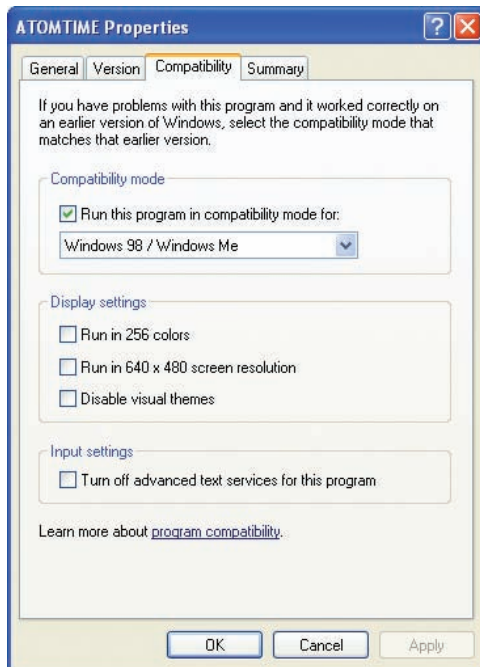 ATOMTIME Properties
General Version Compatibility Summary
If you have problems with this program and it worked correctly on
an earlier version of Windows, select the compatibility mode that
matches that earlier version.
Compatibility mode
Run this program in compatibility mode for:
Windows 98 / Windows Me
Display settings
Run in 256 colors
Run in 640 x 480 screen resolution
Disable visual themes
Input settings
Turn off advanced text services for this program
Learn more about program compatibility.
OK Cancel Apply